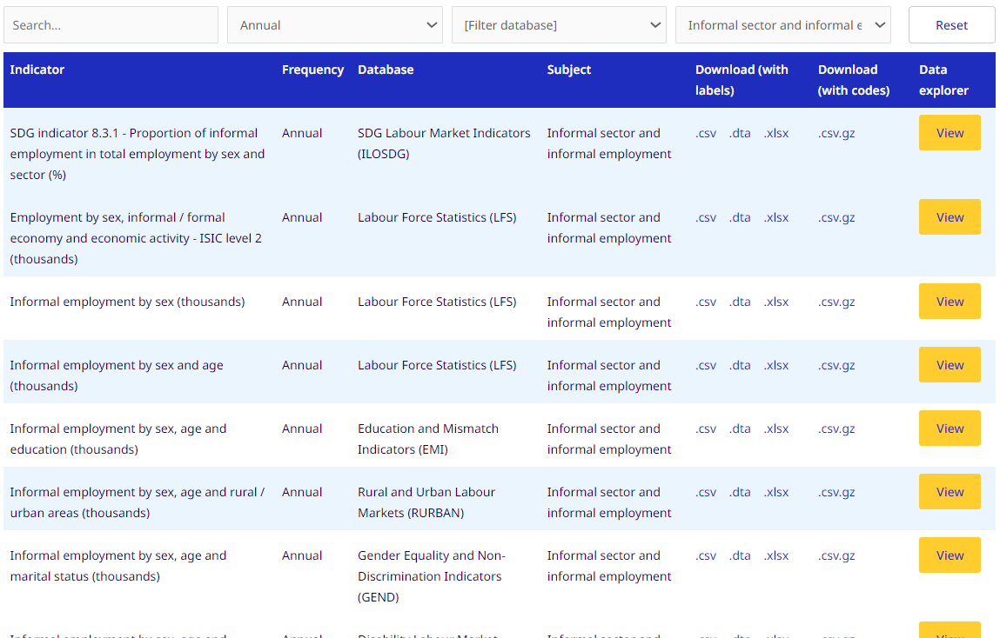 Search...
Annual
[Filter database]
Informal sector and informal e
Reset
Indicator
Frequency
Database
Subject
Download (with
labels)
Download
(with codes)
Data
explorer
SDG indicator 8.3.1 - Proportion of informal
employment in total employment by sex and
sector (%)
Annual
SDG Labour Market Indicators
(ILOSDG)
Informal sector and
informal employment
.csv .dta .xlsx
.csv.gz
View
Employment by sex, informal / formal
economy and economic activity - ISIC level 2
(thousands)
Annual
Labour Force Statistics (LFS)
Informal sector and
informal employment
.csv .dta .xlsx
.csv.gz
View
Informal employment by sex (thousands)
Annual
Labour Force Statistics (LFS)
Informal sector and
informal employment
.csv .dta .xlsx
.csv.gz
View
Informal employment by sex and age
(thousands)
Annual
Labour Force Statistics (LFS)
Informal sector and
informal employment
.csv .dta .xlsx
.csv.gz
View
Informal employment by sex, age and
education (thousands)
Annual
Education and Mismatch
Indicators (EMI)
Informal sector and
informal employment
.csv .dta .xlsx
.csv.gz
View
Informal employment by sex, age and rural /
urban areas (thousands)
Annual
Rural and Urban Labour
Markets (RURBAN)
Informal sector and
informal employment
.csv .dta .xlsx
.csv.gz
View
Informal employment by sex, age and
marital status (thousands)
Annual
Gender Equality and Non-
Discrimination Indicators
(GEND)
Informal sector and
informal employment
.csv .dta .xlsx
.csv.gz
View